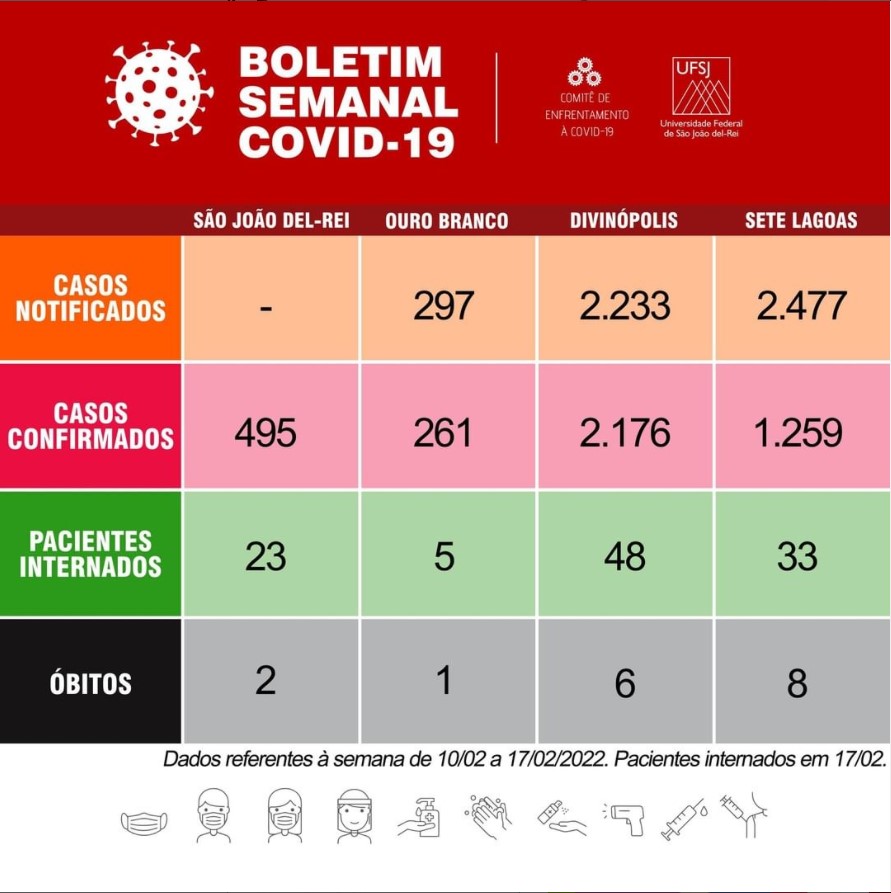 BOLETIM
SEMANAL
COVID-19
COMITÊ DE
ENFRENTAMENTO
À COVID-19
UFSJ
Universidade Federal
de São João del-Rei
SÃO JOÃO DEL-REI OURO BRANCO DIVINÓPOLIS SETE LAGOAS
CASOS
NOTIFICADOS
- 297 2.233 2.477
CASOS
CONFIRMADOS
495 261 2.176 1.259
PACIENTES
INTERNADOS
23 5 48 33
ÓBITOS 2 1 6 8
Dados referentes à semana de 10/02 a 17/02/2022. Pacientes internados em 17/02.